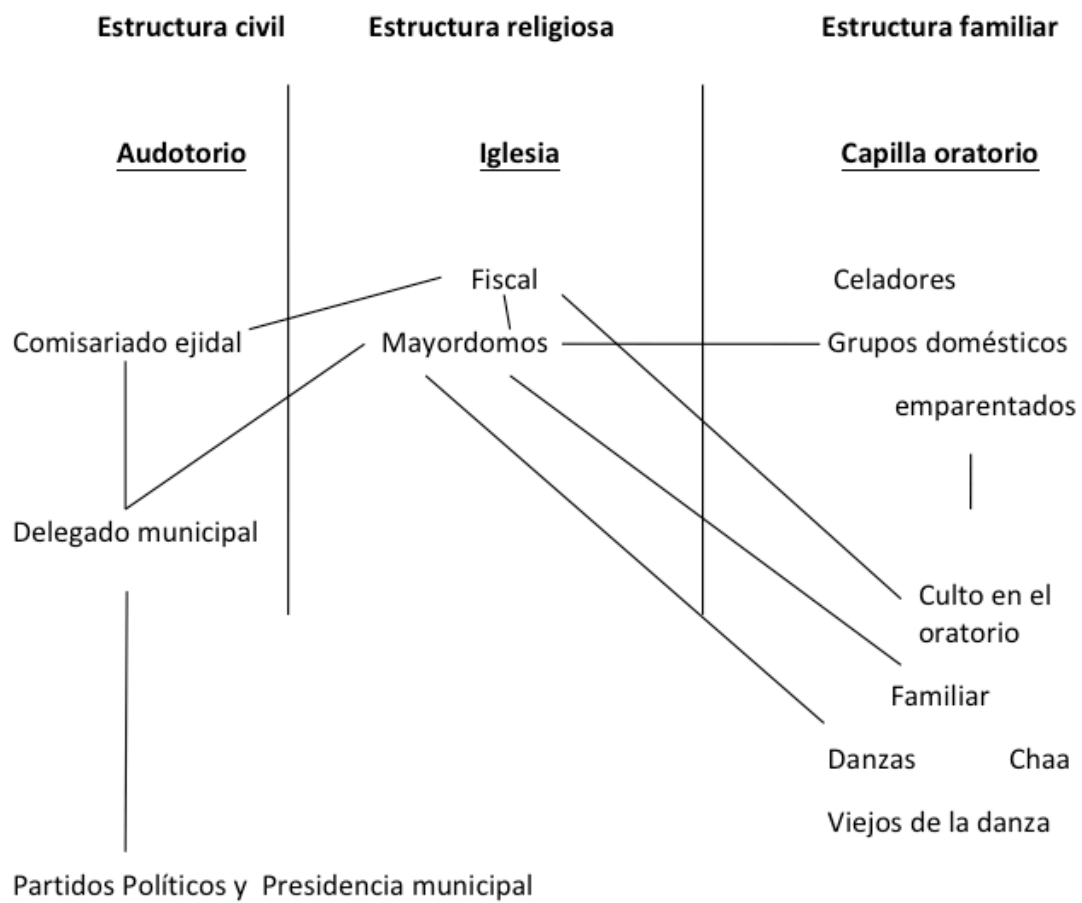 Estructura civil Estructura religiosa Estructura familiar
Audotorio Iglesia Capilla oratorio
Fiscal Celadores
Comisariado ejidal Mayordomos Grupos domésticos
emparentados
Delegado municipal
Culto en el
oratorio
Familiar
Danzas Chaa
Viejos de la danza
Partidos Políticos y Presidencia municipal